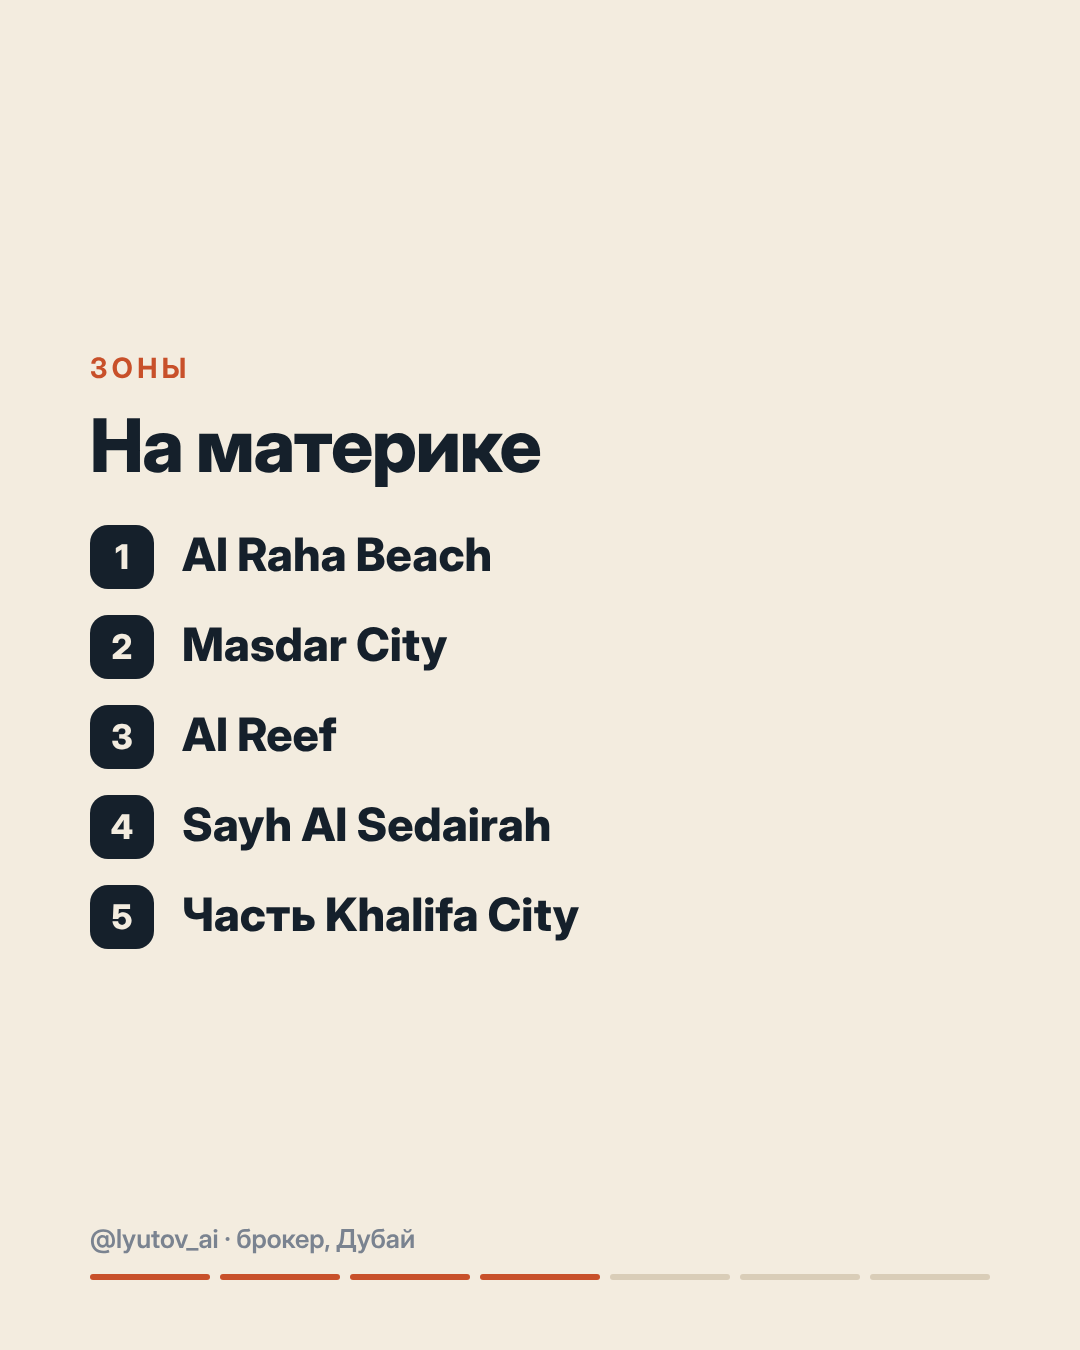 ЗОНЫ
На материке
1 Al Raha Beach
2 Masdar City
3 Al Reef
4 Sayh Al Sedairah
5 Часть Khalifa City
@lyutov_ai · брокер, Дубай